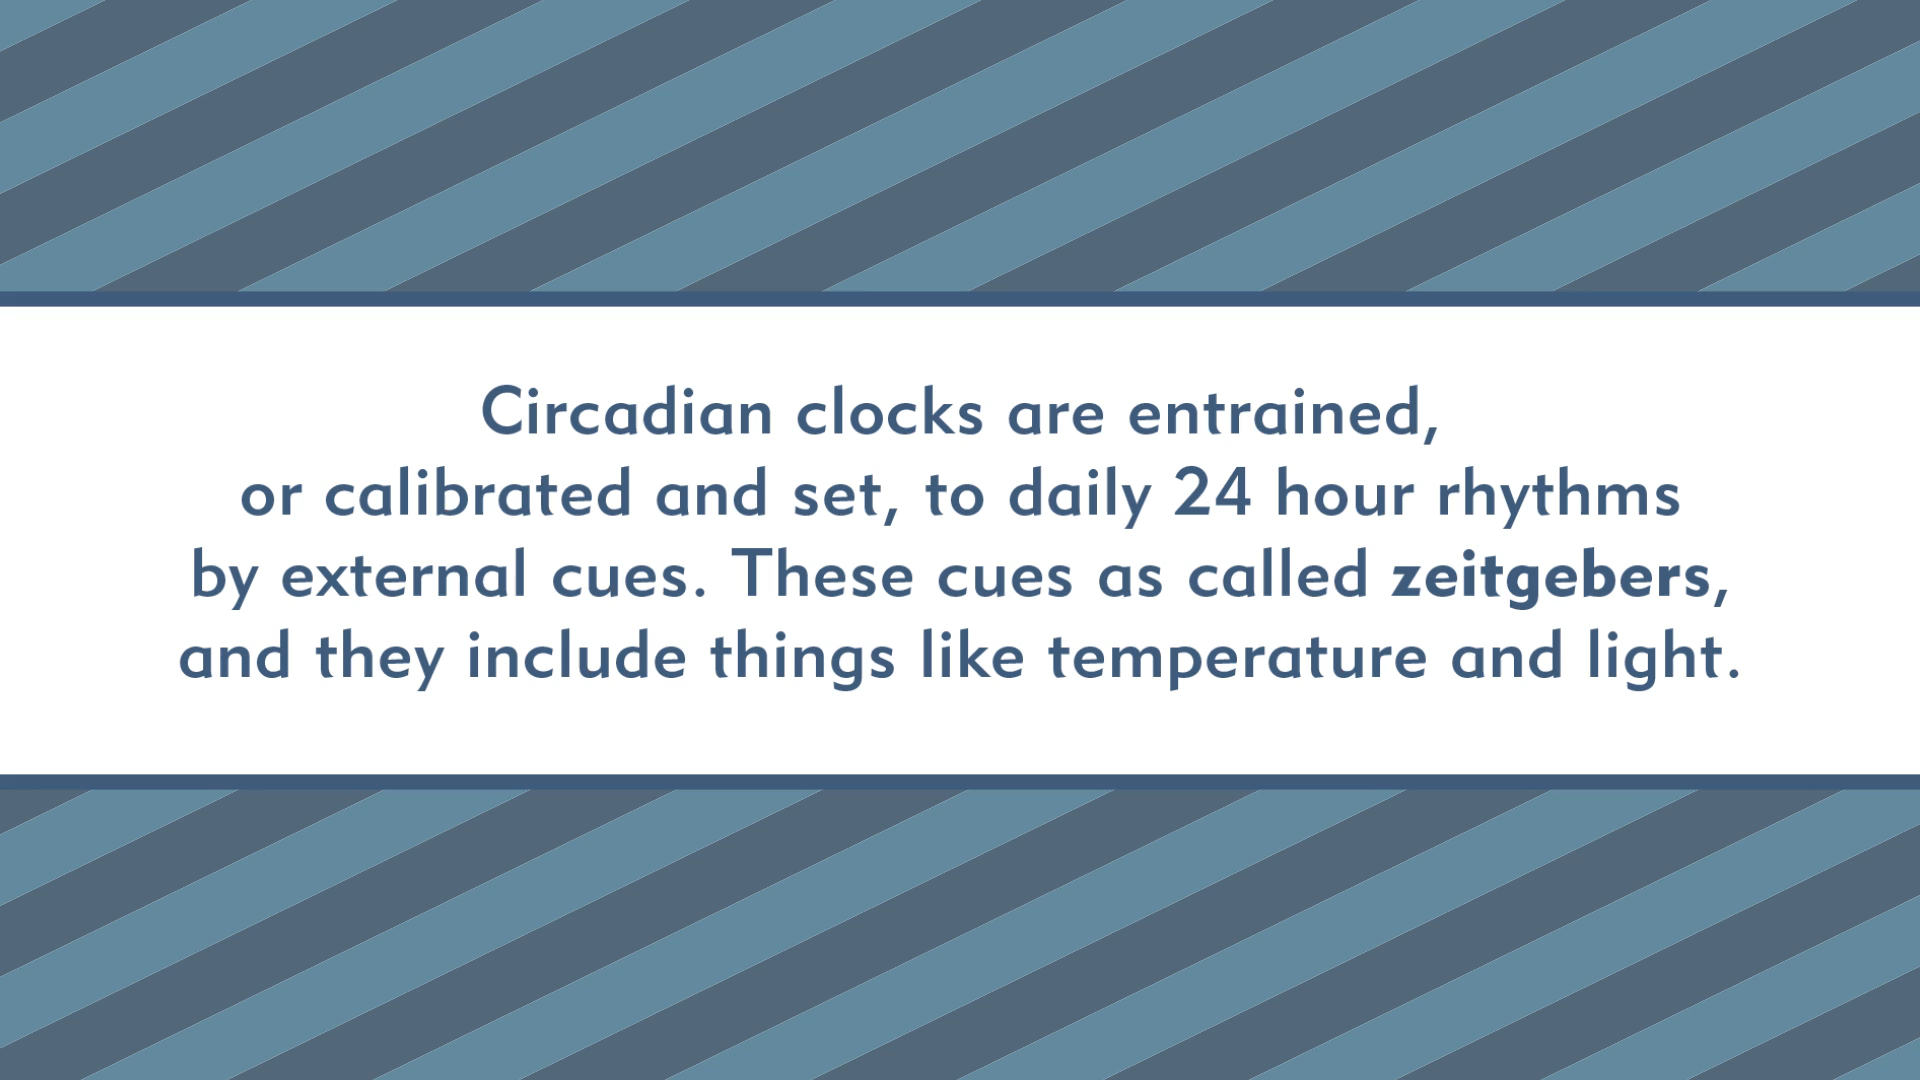 Circadian clocks are entrained,
or calibrated and set, to daily 24 hour rhythms
by external cues. These cues as called zeitgebers,
and they include things like temperature and light.